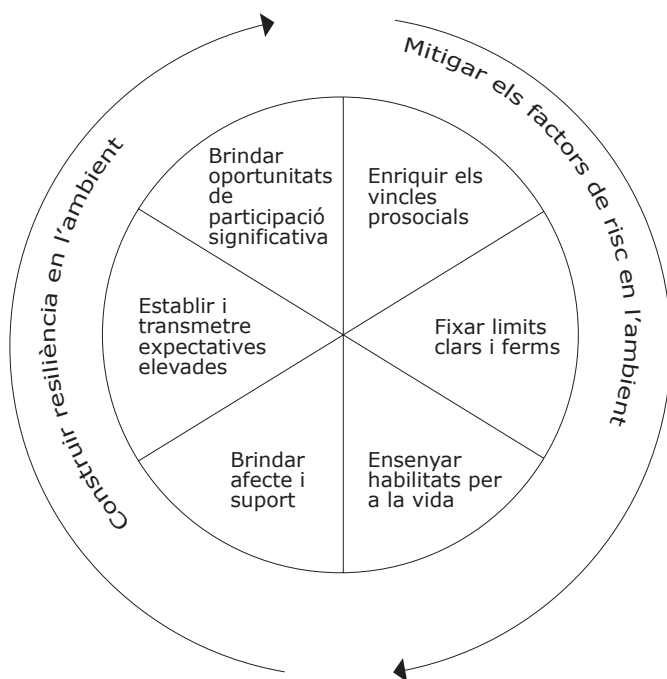 Mitigar els factors de risc en l'ambient
Construir resiliència en l'ambient
Brindar
oportunitats
de
participació
significativa
Enriquir els
vincles
prosocials
Establir i
transmetre
expectatives
elevades
Fixar limits
clars i ferms
Brindar
afecte i
suport
Ensenyar
habilitats per
a la vida